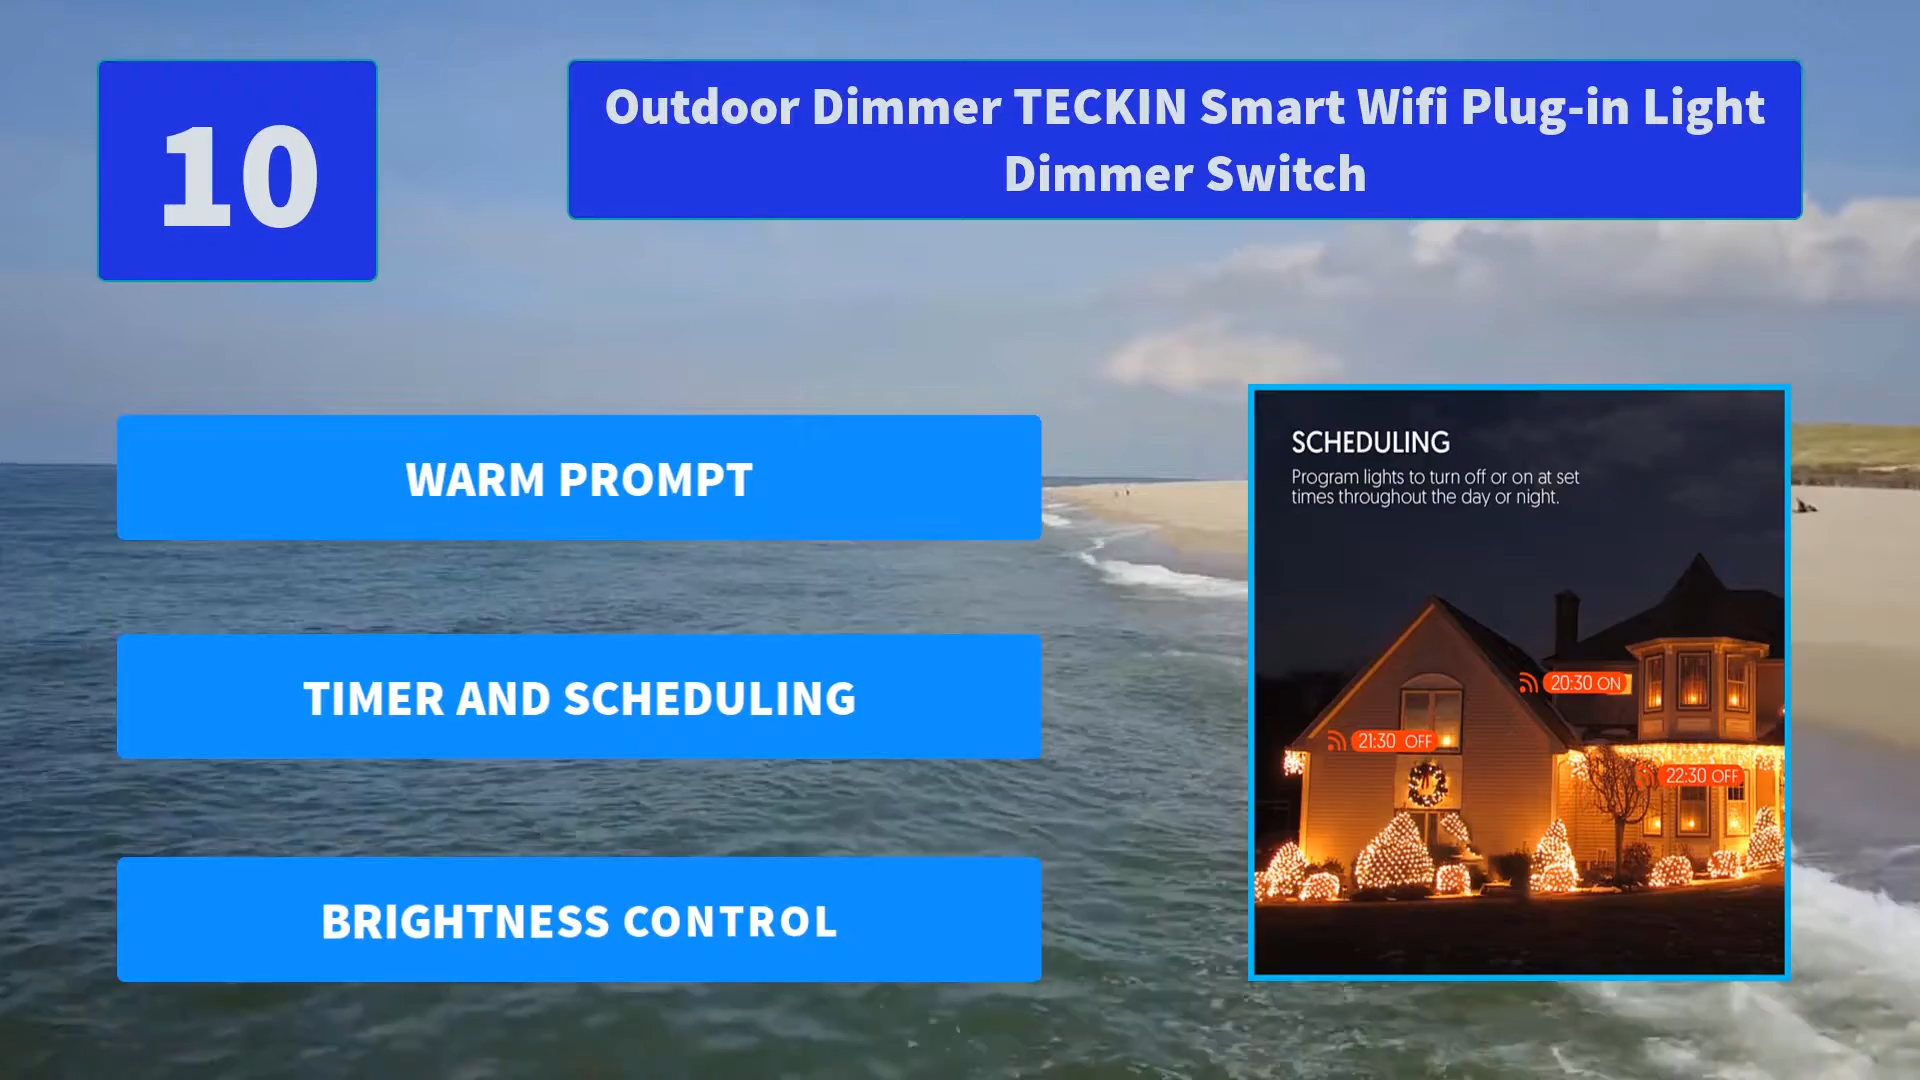 10
Outdoor Dimmer TECKIN Smart Wifi Plug-in Light
Dimmer Switch
WARM PROMPT
TIMER AND SCHEDULING
BRIGHTNESS CONTROL
SCHEDULING
Program lights to turn off or on at set
times throughout the day or night.
20:30 ON
21:30 OFF
22:30 OFF